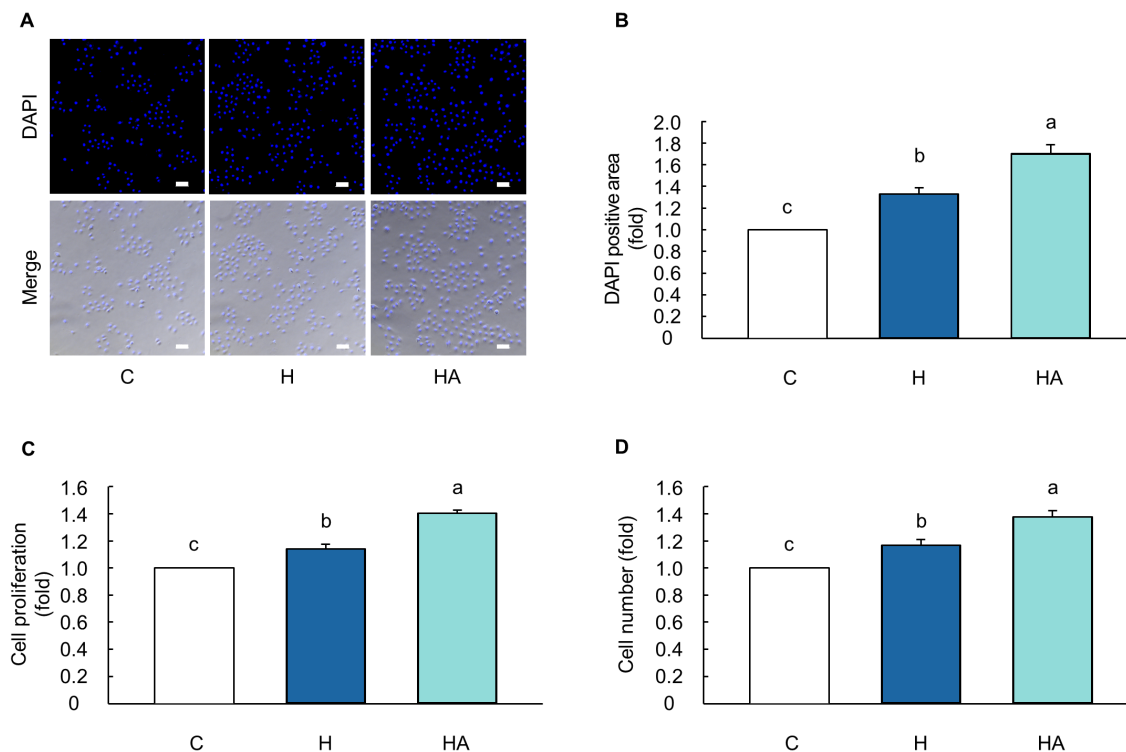 A
DAPI
Merge
C
H
HA
B
DAPI positive area
(fold)
2.0
1.8
1.6
1.4
1.2
1.0
0.8
0.6
0.4
0.2
0
c
b
a
C
H
HA
C
Cell proliferation
(fold)
1.6
1.4
1.2
1.0
0.8
0.6
0.4
0.2
0
c
b
a
C
H
HA
D
Cell number (fold)
1.6
1.4
1.2
1.0
0.8
0.6
0.4
0.2
0
c
b
a
C
H
HA